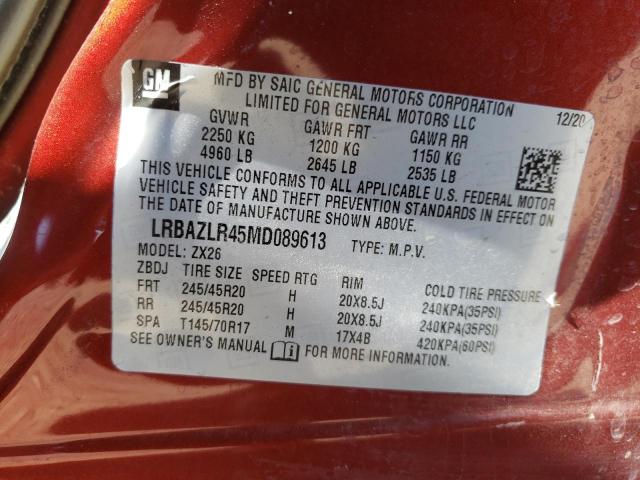 GM
MFD BY SAIC GENERAL MOTORS CORPORATION
LIMITED FOR GENERAL MOTORS LLC
12/20
GVWR GAWR FRT GAWR RR
2250 KG 1200 KG 1150 KG
4960 LB 2645 LB 2535 LB
THIS VEHICLE CONFORMS TO ALL APPLICABLE U.S. FEDERAL MOTOR
VEHICLE SAFETY AND THEFT PREVENTION STANDARDS IN EFFECT ON
THE DATE OF MANUFACTURE SHOWN ABOVE.
LRBAZLR45MD089613 TYPE: M.P.V.
MODEL: ZX26
ZBDJ TIRE SIZE SPEED RTG RIM COLD TIRE PRESSURE
FRT 245/45R20 H 20X8.5J 240KPA(35PSI)
RR 245/45R20 H 20X8.5J 240KPA(35PSI)
SPA T145/70R17 M 17X4B 420KPA(60PSI)
SEE OWNER'S MANUAL i FOR MORE INFORMATION.